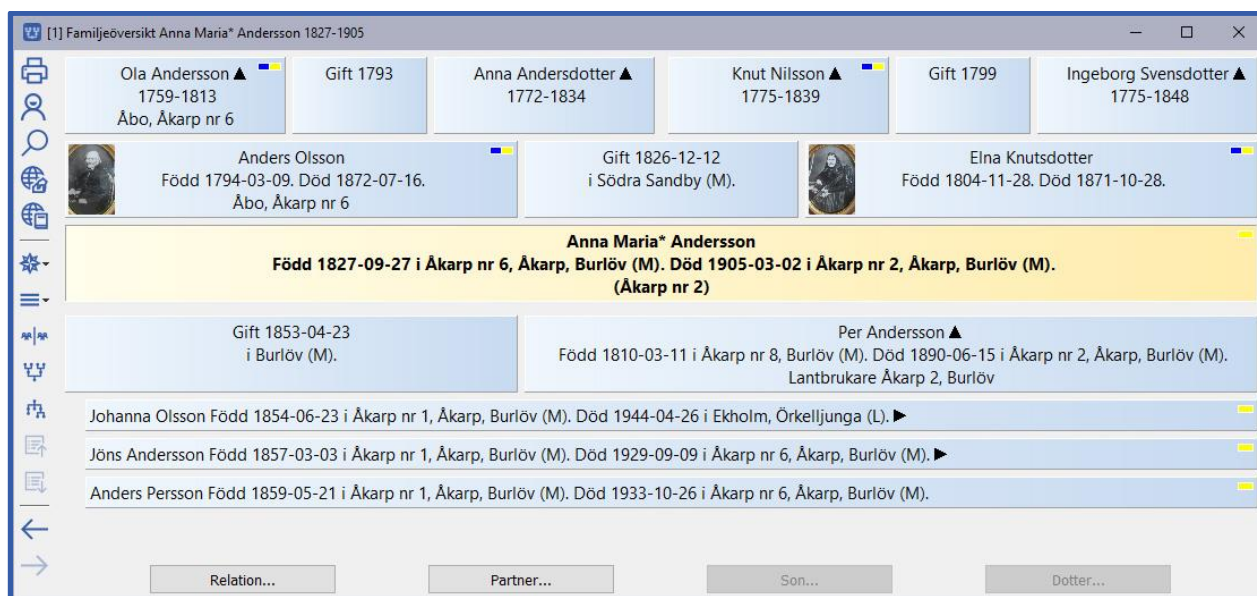 [1] Familjeöversikt Anna Maria* Andersson 1827-1905
Ola Andersson ▲
1759-1813
Åbo, Åkarp nr 6
Gift 1793
Anna Andersdotter ▲
1772-1834
Knut Nilsson ▲
1775-1839
Gift 1799
Ingeborg Svensdotter ▲
1775-1848
Anders Olsson
Född 1794-03-09. Död 1872-07-16.
Åbo, Åkarp nr 6
Gift 1826-12-12
i Södra Sandby (M).
Elna Knutsdotter
Född 1804-11-28. Död 1871-10-28.
Anna Maria* Andersson
Född 1827-09-27 i Åkarp nr 6, Åkarp, Burlöv (M). Död 1905-03-02 i Åkarp nr 2, Åkarp, Burlöv (M).
(Åkarp nr 2)
Gift 1853-04-23
i Burlöv (M).
Per Andersson ▲
Född 1810-03-11 i Åkarp nr 8, Burlöv (M). Död 1890-06-15 i Åkarp nr 2, Åkarp, Burlöv (M).
Lantbrukare Åkarp 2, Burlöv
Johanna Olsson Född 1854-06-23 i Åkarp nr 1, Åkarp, Burlöv (M). Död 1944-04-26 i Ekholm, Örkelljunga (L). ▶
Jöns Andersson Född 1857-03-03 i Åkarp nr 1, Åkarp, Burlöv (M). Död 1929-09-09 i Åkarp nr 6, Åkarp, Burlöv (M). ▶
Anders Persson Född 1859-05-21 i Åkarp nr 1, Åkarp, Burlöv (M). Död 1933-10-26 i Åkarp nr 6, Åkarp, Burlöv (M).
Relation...
Partner...
Son...
Dotter...